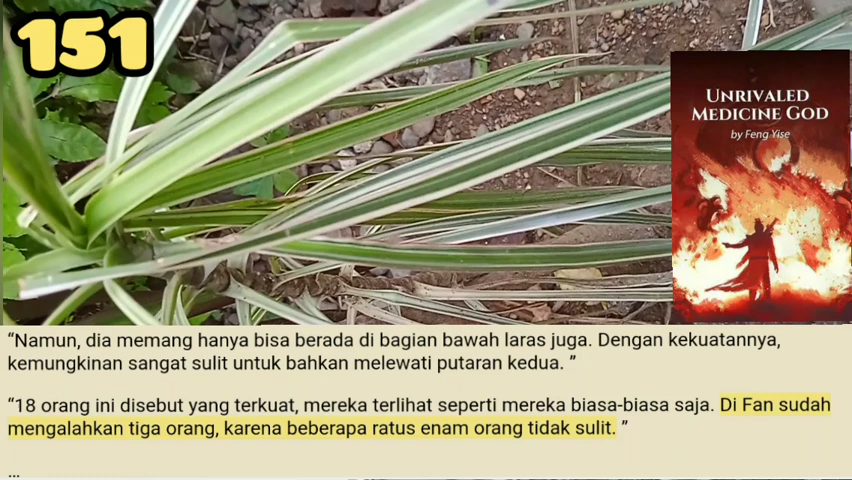 151
UNRIVALED
MEDICINE GOD
by Feng Yise
“Namun, dia memang hanya bisa berada di bagian bawah laras juga. Dengan kekuatannya,
kemungkinan sangat sulit untuk bahkan melewati putaran kedua. ”
“18 orang ini disebut yang terkuat, mereka terlihat seperti mereka biasa-biasa saja. Di Fan sudah
mengalahkan tiga orang, karena beberapa ratus enam orang tidak sulit. ”
...